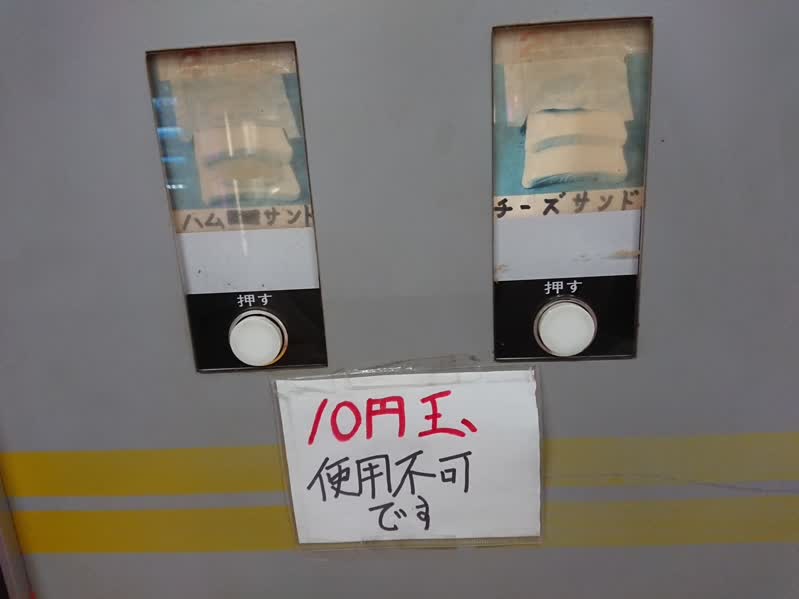 ハム サンド
チーズサンド
押す
押す
10円玉、
使用不可
です